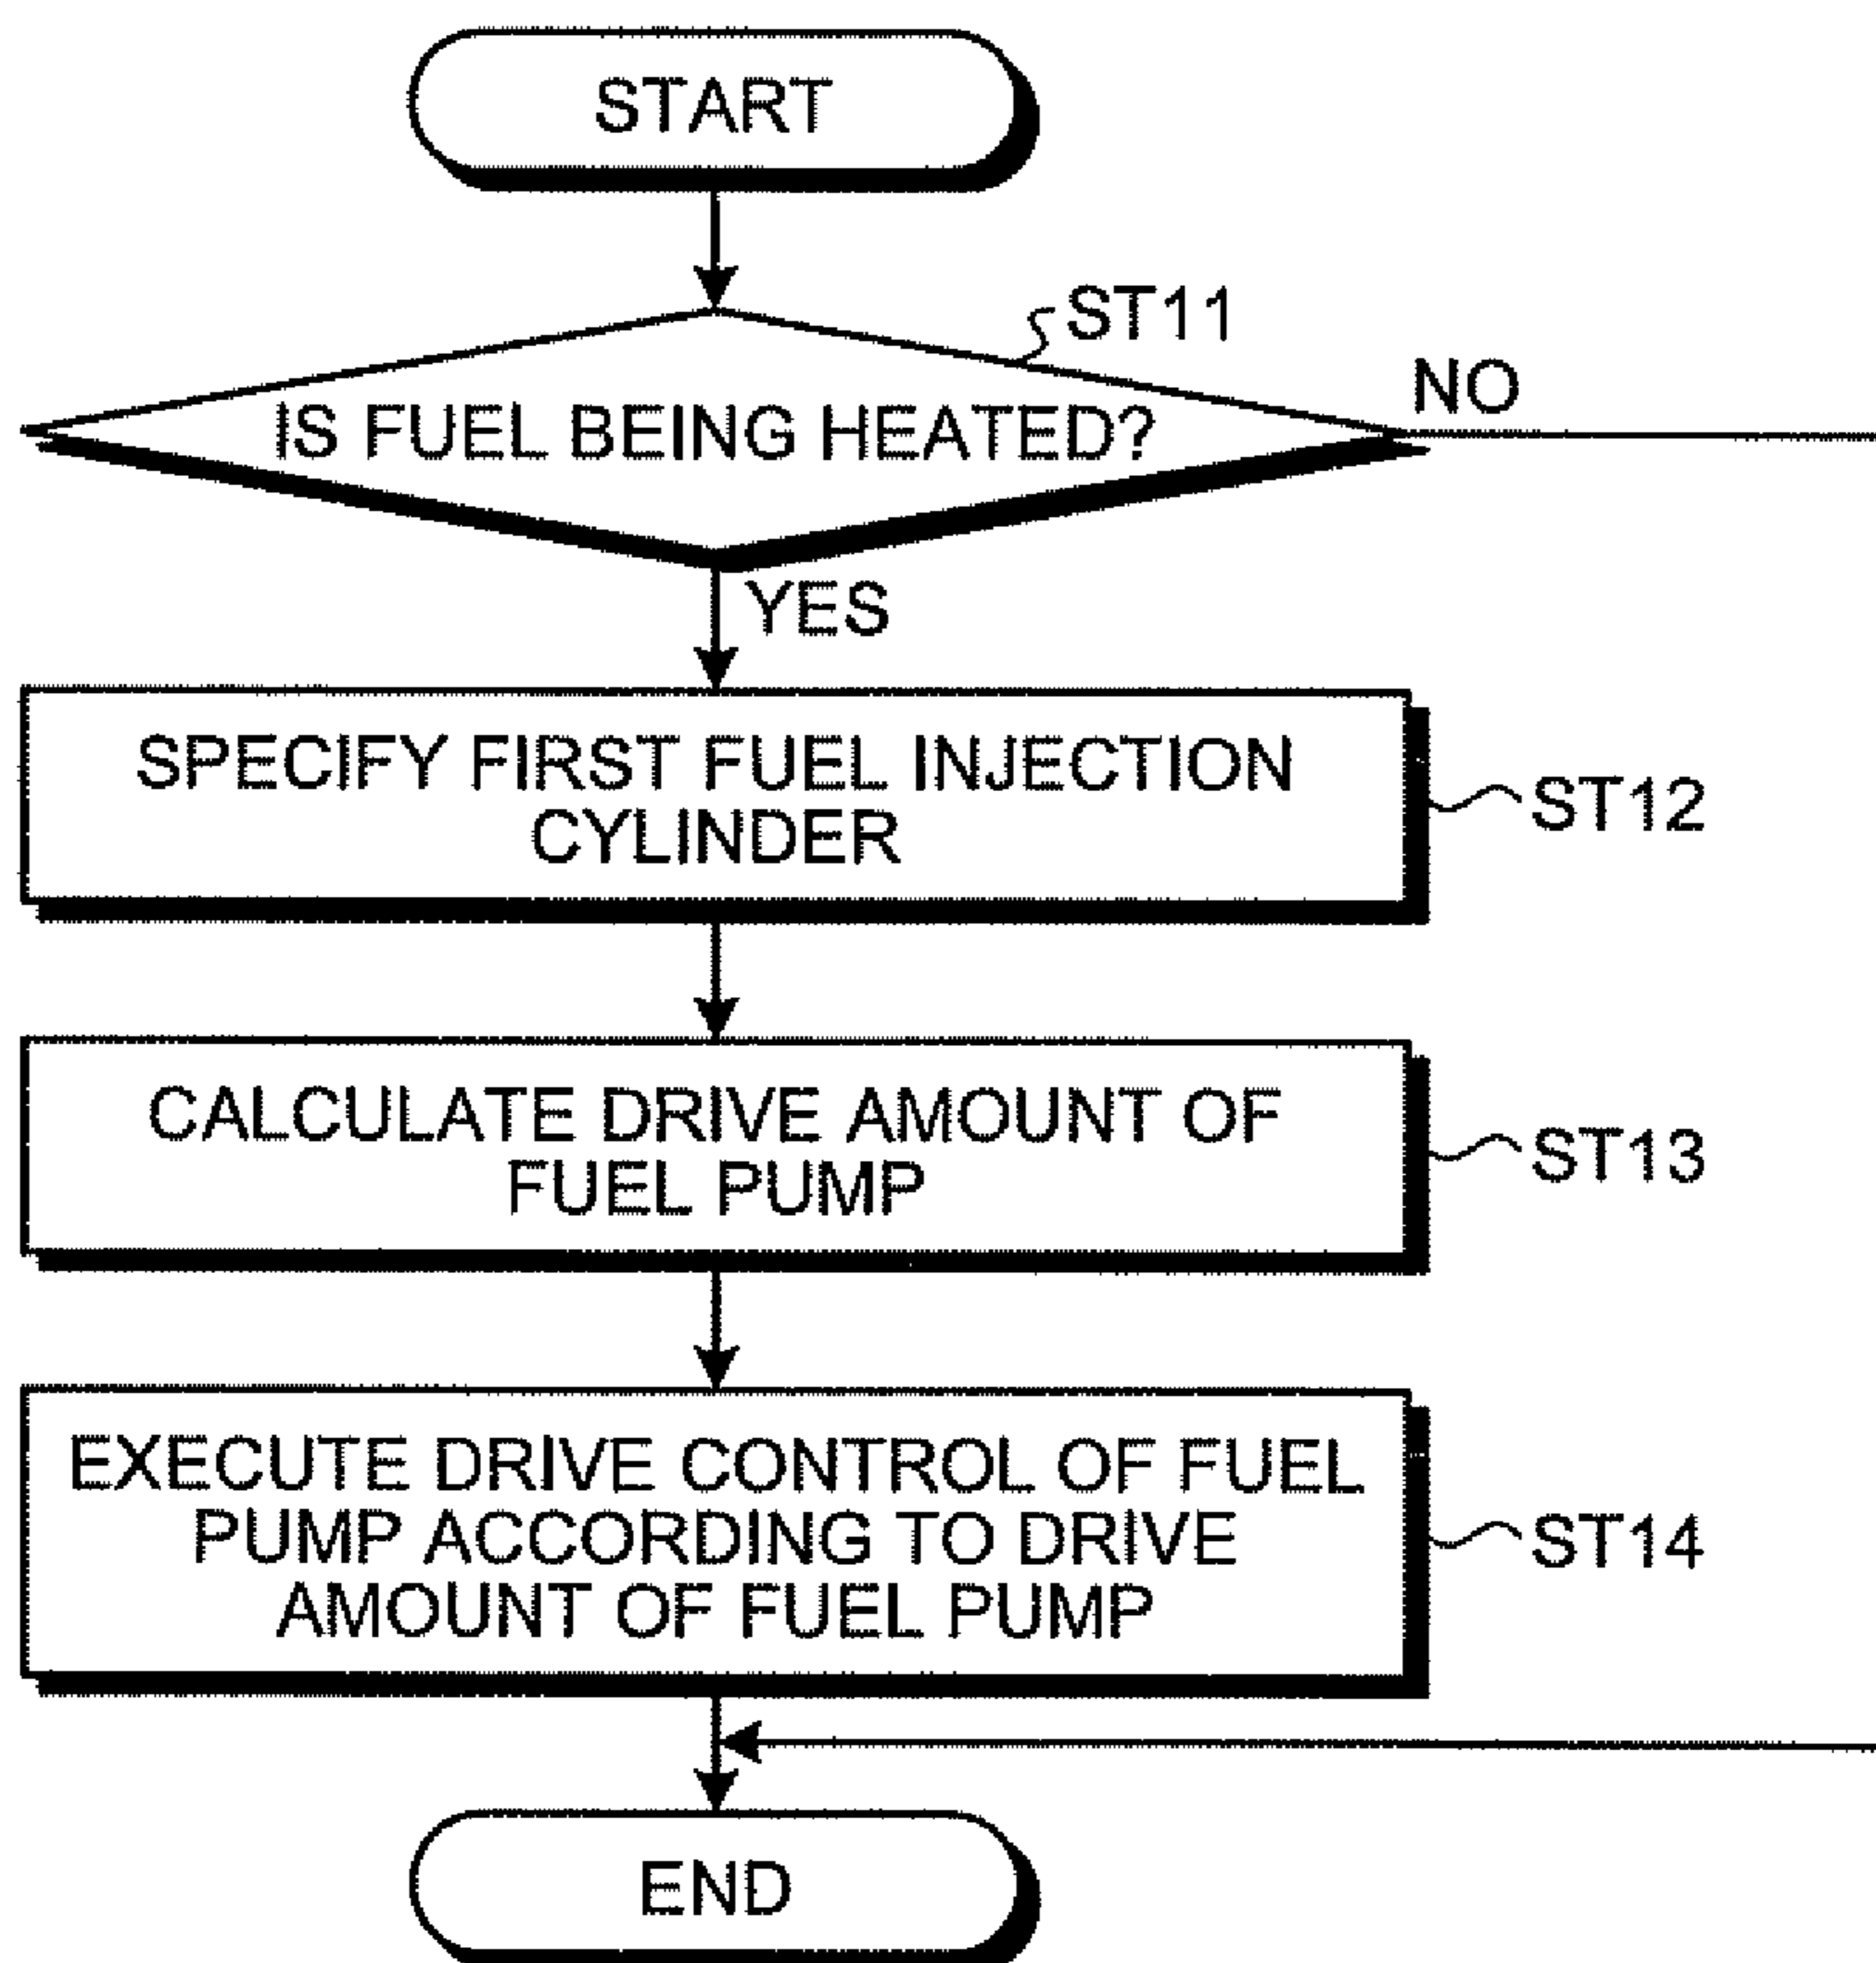 START
ST11
IS FUEL BEING HEATED?
NO
YES
SPECIFY FIRST FUEL INJECTION
CYLINDER
ST12
CALCULATE DRIVE AMOUNT OF
FUEL PUMP
ST13
EXECUTE DRIVE CONTROL OF FUEL
PUMP ACCORDING TO DRIVE
AMOUNT OF FUEL PUMP
ST14
END